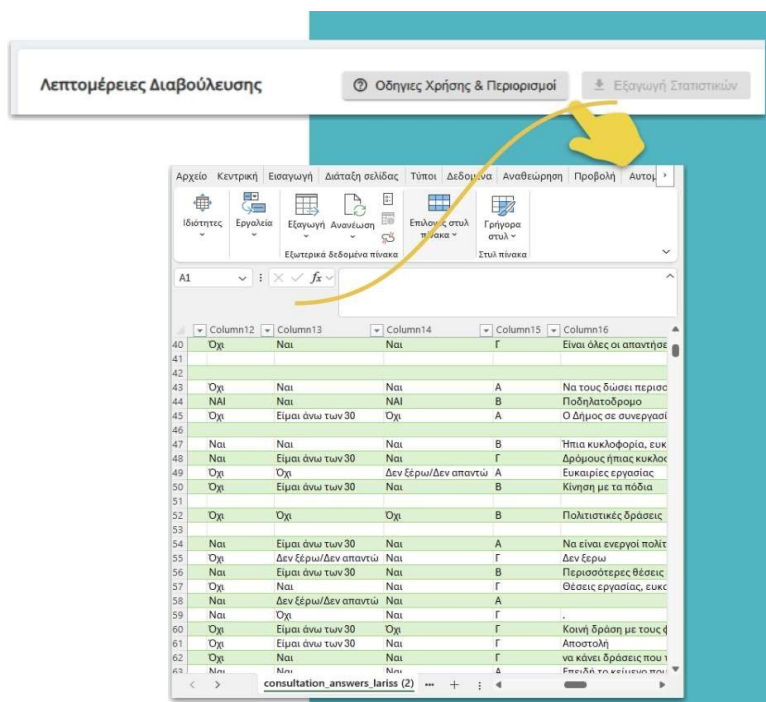 Λεπτομέρειες Διαβούλευσης
Οδηγιες Χρήσης & Περιορισμοί
Εξαγωγή Στατιστικών
Αρχείο Κεντρική Εισαγωγή Διάταξη σελίδας Τύποι Δεδομένα Αναθεώρηση Προβολή Αυτομ
Ιδιότητες Εργαλεία Εξαγωγή Ανανέωση Επιλογές στυλ πίνακα Γρήγορα στυλ
Εξωτερικά δεδομένα πίνακα Στυλ πίνακα
A1 fx
Column12 Column13 Column14 Column15 Column16
40 Όχι Ναι Ναι Γ Είναι όλες οι απαντήσε
41
42
43 Όχι Ναι Ναι Α Να τους δώσει περισσ
44 ΝΑΙ Ναι ΝΑΙ Β Ποδηλατοδρομο
45 Όχι Είμαι άνω των 30 Όχι Α Ο Δήμος σε συνεργασί
46
47 Ναι Ναι Ναι Β Ήπια κυκλοφορία, ευκ
48 Ναι Είμαι άνω των 30 Ναι Γ Δρόμους ήπιας κυκλοφ
49 Όχι Όχι Δεν ξέρω/Δεν απαντώ Α Ευκαιρίες εργασίας
50 Όχι Είμαι άνω των 30 Ναι Β Κίνηση με τα πόδια
51
52 Όχι Όχι Όχι Β Πολιτιστικές δράσεις
53
54 Ναι Είμαι άνω των 30 Ναι Α Να είναι ενεργοί πολίτ
55 Όχι Δεν ξέρω/Δεν απαντώ Ναι Γ Δεν ξερω
56 Ναι Είμαι άνω των 30 Ναι Β Περισσότερες θέσεις
57 Όχι Ναι Ναι Γ Θέσεις εργασίας, ευκα
58 Ναι Δεν ξέρω/Δεν απαντώ Ναι Α
59 Ναι Όχι Ναι Γ .
60 Όχι Είμαι άνω των 30 Όχι Γ Κοινή δράση με τους φ
61 Όχι Είμαι άνω των 30 Ναι Γ Αποστολή
62 Όχι Ναι Ναι Γ να κάνει δράσεις που
63 Ναι Ναι Ναι Α Επειδή το κείμενο που
consultation_answers_lariss (2)